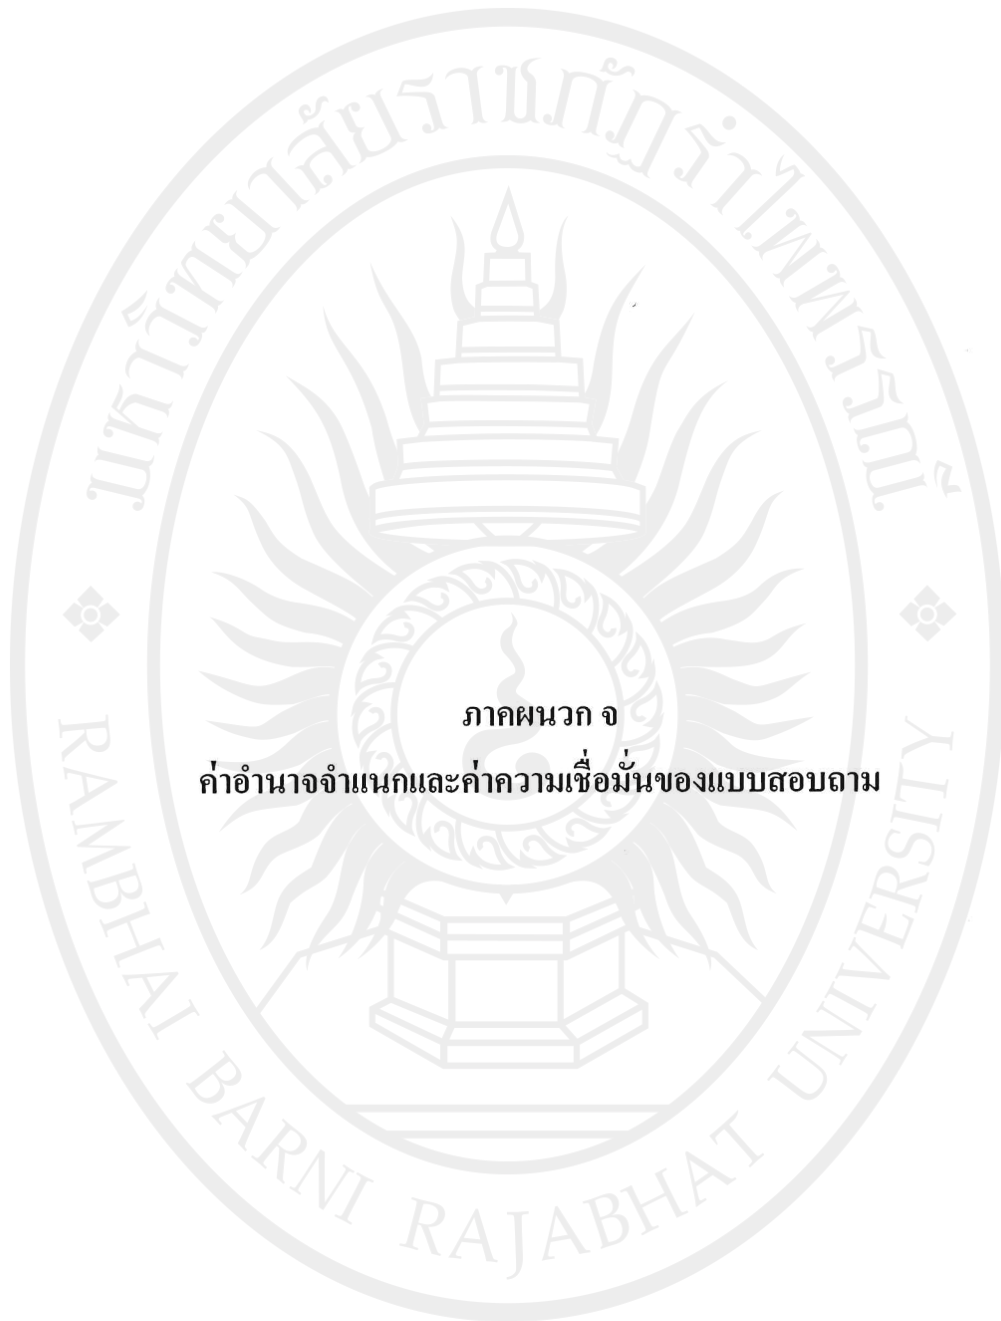 มหาวิทยาลัยราชภัฏรำไพพรรณี
ภาคผนวก จ
ค่าอำนาจจำแนกและค่าความเชื่อมั่นของแบบสอบถาม
RAMBHAI BARNI RAJABHAT UNIVERSITY